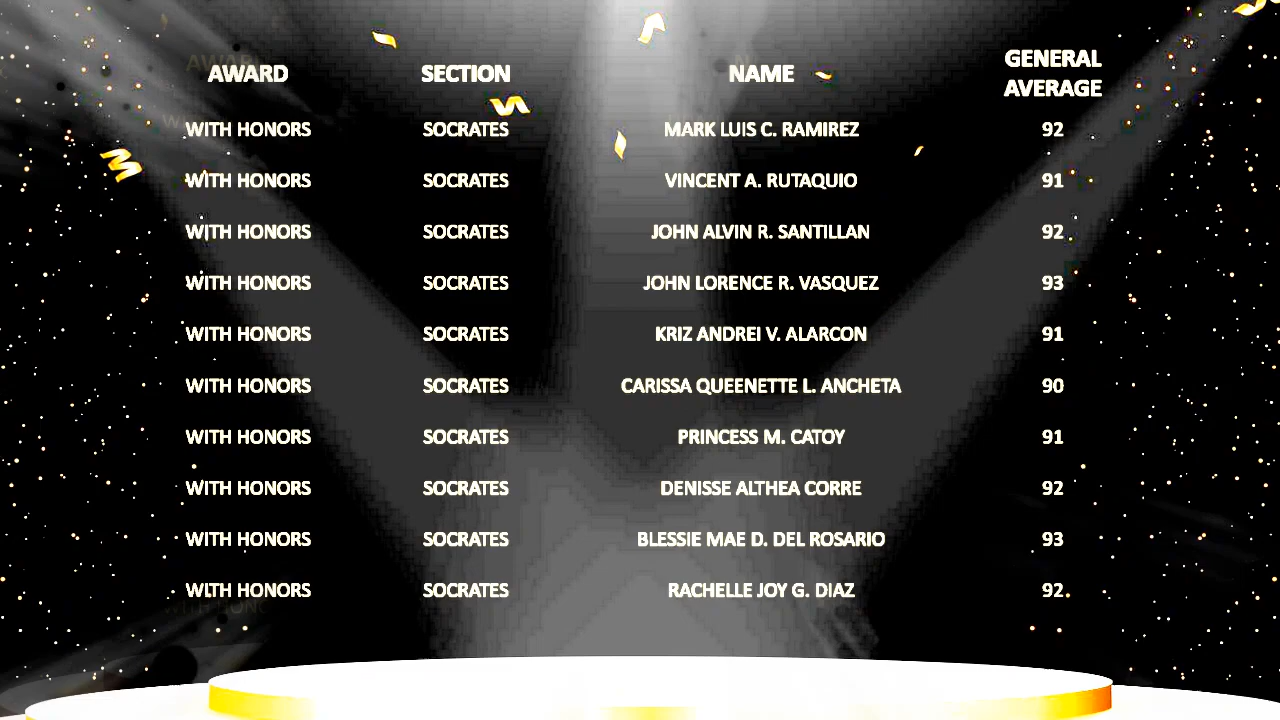 AWARD SECTION NAME GENERAL AVERAGE
WITH HONORS SOCRATES MARK LUIS C. RAMIREZ 92
WITH HONORS SOCRATES VINCENT A. RUTAQUIO 91
WITH HONORS SOCRATES JOHN ALVIN R. SANTILLAN 92
WITH HONORS SOCRATES JOHN LORENCE R. VASQUEZ 93
WITH HONORS SOCRATES KRIZ ANDREI V. ALARCON 91
WITH HONORS SOCRATES CARISSA QUEENETTE L. ANCHETA 90
WITH HONORS SOCRATES PRINCESS M. CATOY 91
WITH HONORS SOCRATES DENISSE ALTHEA CORRE 92
WITH HONORS SOCRATES BLESSIE MAE D. DEL ROSARIO 93
WITH HONORS SOCRATES RACHELLE JOY G. DIAZ 92